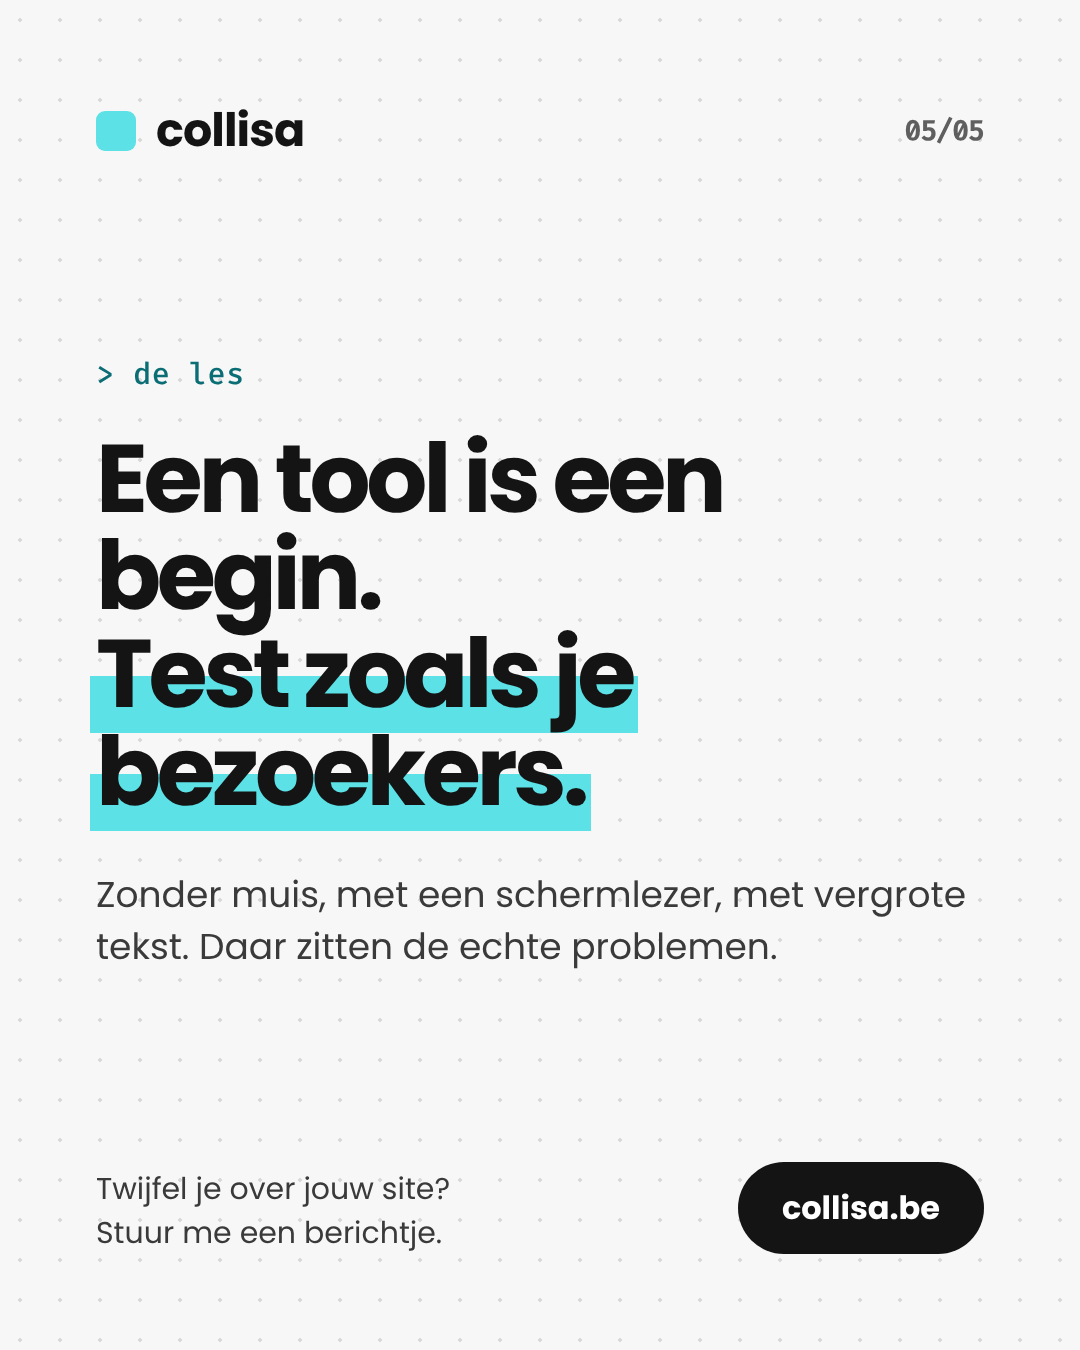 collisa
05/05
> de les
Een tool is een
begin.
Test zoals je
bezoekers.
Zonder muis, met een schermlezer, met vergrote
tekst. Daar zitten de echte problemen.
Twijfel je over jouw site?
Stuur me een berichtje.
collisa.be